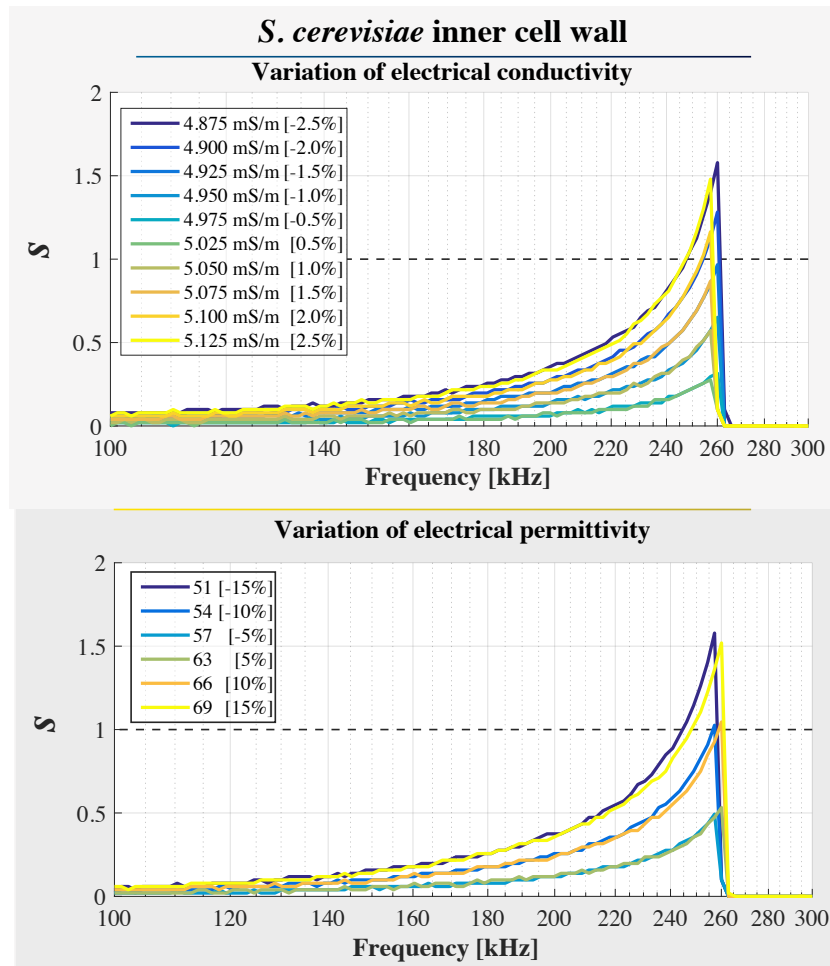 S. cerevisiae inner cell wall
Variation of electrical conductivity
2
1.5
1
0.5
0
S
4.875 mS/m [-2.5%]
4.900 mS/m [-2.0%]
4.925 mS/m [-1.5%]
4.950 mS/m [-1.0%]
4.975 mS/m [-0.5%]
5.025 mS/m [0.5%]
5.050 mS/m [1.0%]
5.075 mS/m [1.5%]
5.100 mS/m [2.0%]
5.125 mS/m [2.5%]
100 120 140 160 180 200 220 240 260 280 300
Frequency [kHz]
Variation of electrical permittivity
2
1.5
1
0.5
0
S
51 [-15%]
54 [-10%]
57 [-5%]
63 [5%]
66 [10%]
69 [15%]
100 120 140 160 180 200 220 240 260 280 300
Frequency [kHz]